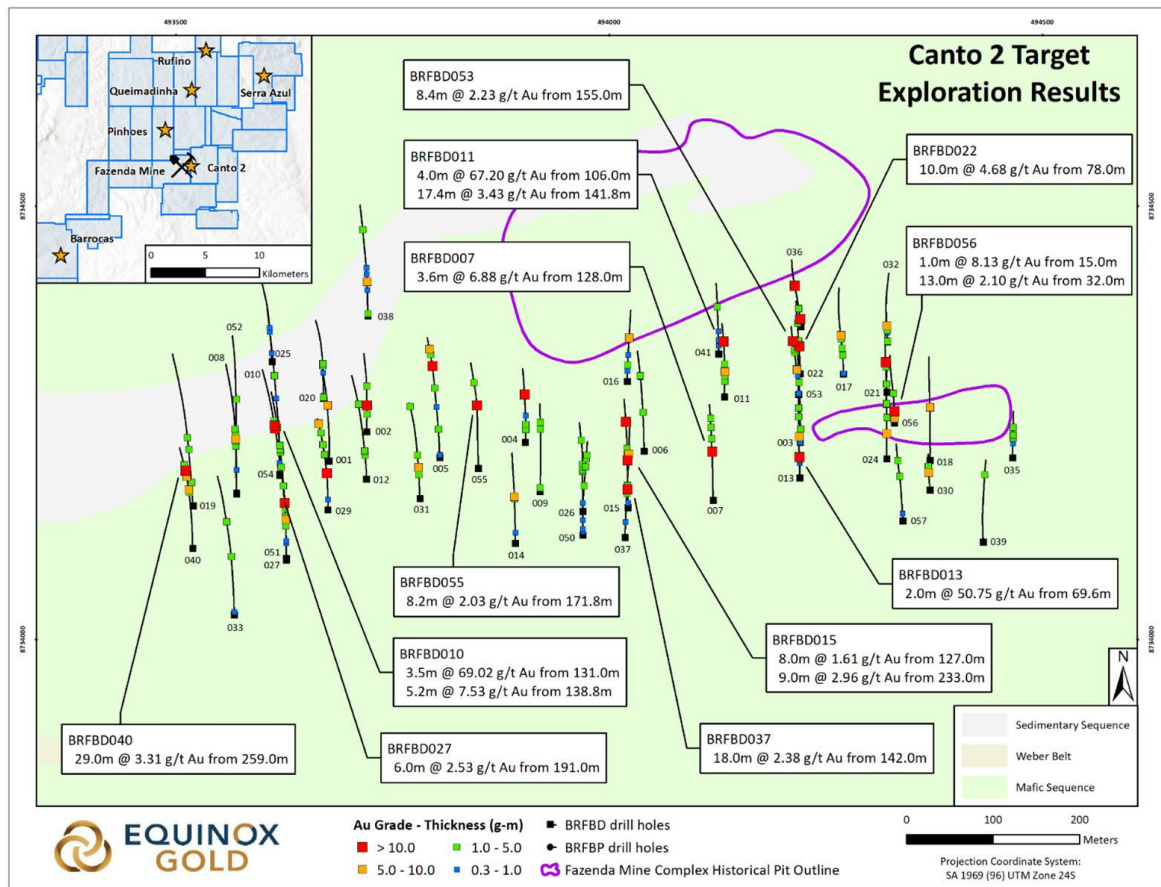 493500
494000
494500
8734500
8734000
Canto 2 Target
Exploration Results
Rufino
Queimadinha
Serra Azul
Pinhoes
Fazenda Mine
Canto 2
Barrocas
0 5 10
Kilometers
BRFBD053
8.4m @ 2.23 g/t Au from 155.0m
BRFBD011
4.0m @ 67.20 g/t Au from 106.0m
17.4m @ 3.43 g/t Au from 141.8m
BRFBD007
3.6m @ 6.88 g/t Au from 128.0m
BRFBD022
10.0m @ 4.68 g/t Au from 78.0m
BRFBD056
1.0m @ 8.13 g/t Au from 15.0m
13.0m @ 2.10 g/t Au from 32.0m
036
032
038
052
008
025
010
041
020
016
022
017
053
021
011
002
056
004
003
006
001
005
054
012
055
024
018
035
029
031
009
030
007
013
019
026
015
057
050
037
014
039
040
051
027
033
BRFBD055
8.2m @ 2.03 g/t Au from 171.8m
BRFBD013
2.0m @ 50.75 g/t Au from 69.6m
BRFBD010
3.5m @ 69.02 g/t Au from 131.0m
5.2m @ 7.53 g/t Au from 138.8m
BRFBD015
8.0m @ 1.61 g/t Au from 127.0m
9.0m @ 2.96 g/t Au from 233.0m
BRFBD040
29.0m @ 3.31 g/t Au from 259.0m
BRFBD027
6.0m @ 2.53 g/t Au from 191.0m
BRFBD037
18.0m @ 2.38 g/t Au from 142.0m
N
Sedimentary Sequence
Weber Belt
Mafic Sequence
EQUINOX
GOLD
Au Grade - Thickness (g-m)
> 10.0
5.0 - 10.0
1.0 - 5.0
0.3 - 1.0
BRFBD drill holes
BRFBP drill holes
Fazenda Mine Complex Historical Pit Outline
0 100 200
Meters
Projection Coordinate System:
SA 1969 (96) UTM Zone 24S